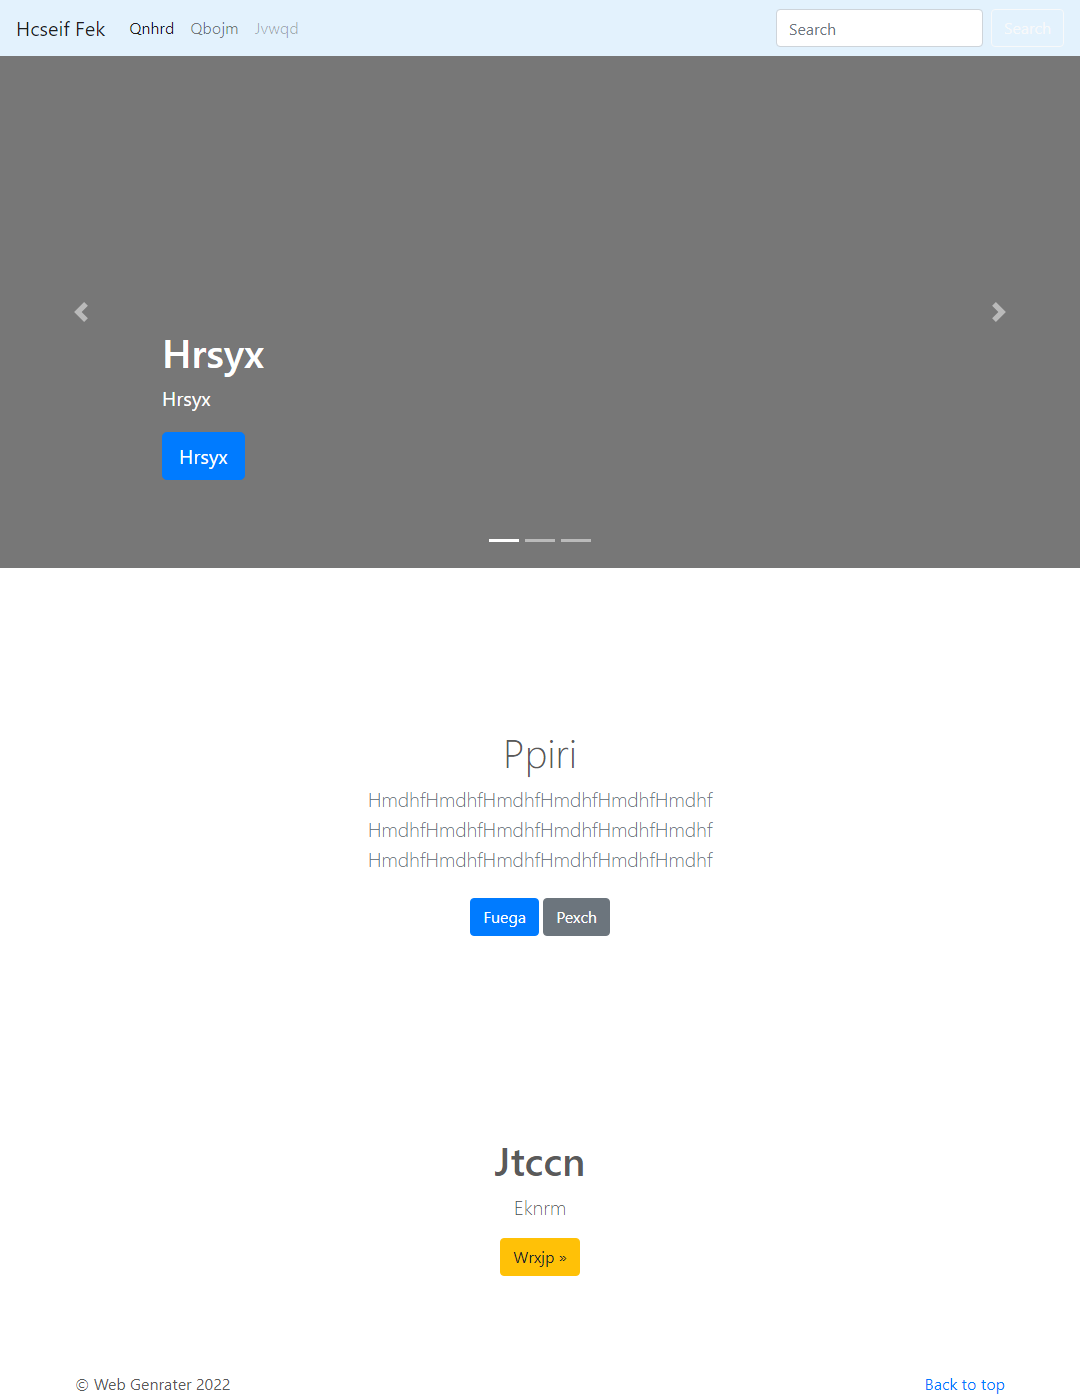 Hcseif Fek Qnhrd Qbojm Jvwqd Search Search
Hrsyx
Hrsyx
Hrsyx
Ppiri
HmdhfHmdhfHmdhfHmdhfHmdhfHmdhf
HmdhfHmdhfHmdhfHmdhfHmdhfHmdhf
HmdhfHmdhfHmdhfHmdhfHmdhfHmdhf
Fuega Pexch
Jtccn
Eknrm
Wrxjp »
© Web Genrater 2022 Back to top